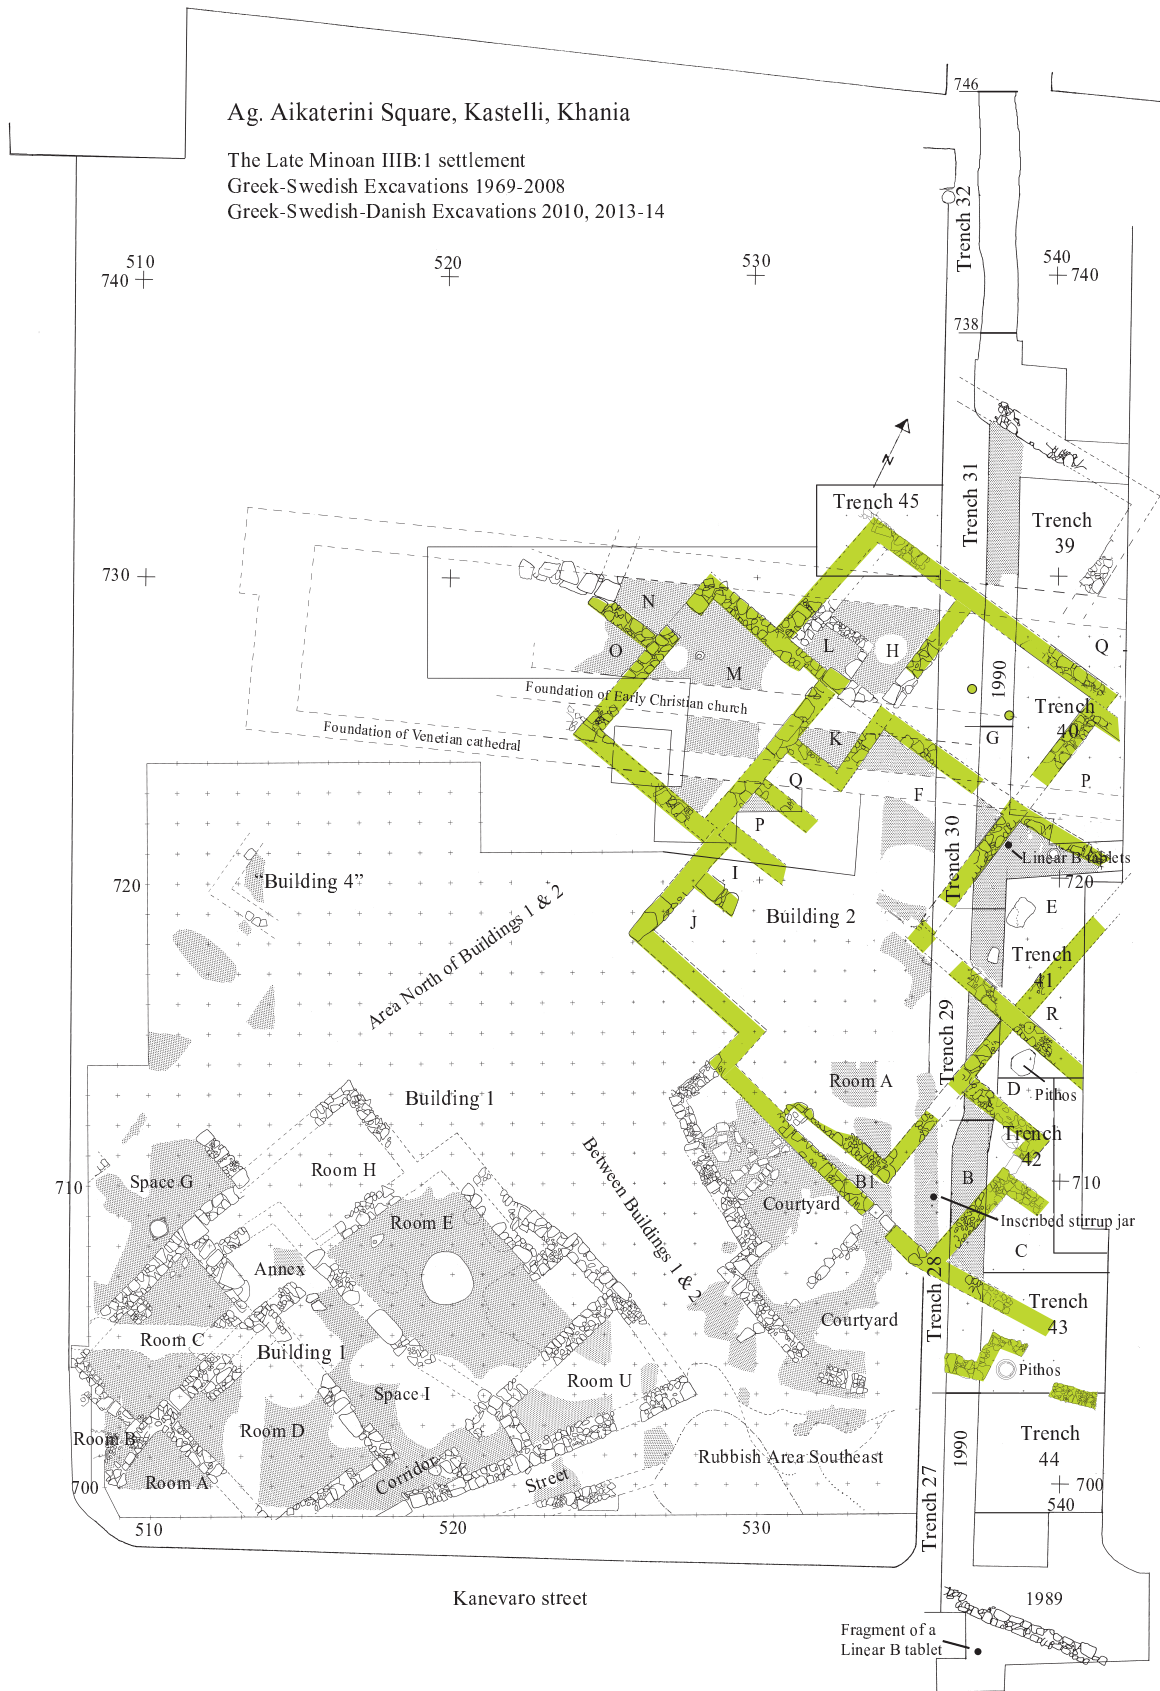 746
Ag. Aikaterini Square, Kastelli, Khania
The Late Minoan IIIB:1 settlement
Greek-Swedish Excavations 1969-2008
Greek-Swedish-Danish Excavations 2010, 2013-14
Trench 32
510
740
520
530
540
740
738
N
Trench 45
Trench 31
Trench
39
730
N
O
M
L
H
Q
1990
Foundation of Early Christian church
Foundation of Venetian cathedral
Trench
40
G
K
Q
P
F
P
Trench 30
Linear B tablets
720
"Building 4"
720
I
J
Building 2
E
Area North of Buildings 1 & 2
Trench
41
R
Trench 29
Room A
D
Pithos
Building 1
Trench
42
Between Buildings 1 & 2
Room H
Space G
710
B1
B
710
Courtyard
Inscribed stirrup jar
Room E
C
Annex
Trench 28
Trench
43
Courtyard
Room C
Building 1
Space I
Room U
Pithos
Room D
Room B
Room A
Corridor
Street
Rubbish Area Southeast
1990
Trench
44
Trench 27
700
700
540
510
520
530
Kanevaro street
1989
Fragment of a
Linear B tablet